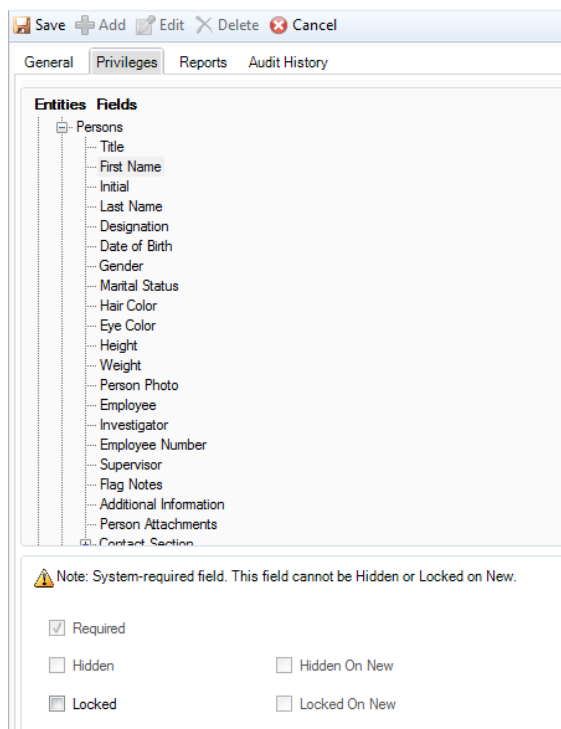 Save Add Edit Delete Cancel
General Privileges Reports Audit History
Entities Fields
Persons
Title
First Name
Initial
Last Name
Designation
Date of Birth
Gender
Marital Status
Hair Color
Eye Color
Height
Weight
Person Photo
Employee
Investigator
Employee Number
Supervisor
Flag Notes
Additional Information
Person Attachments
Contact Section
Note: System-required field. This field cannot be Hidden or Locked on New.
Required
Hidden Hidden On New
Locked Locked On New